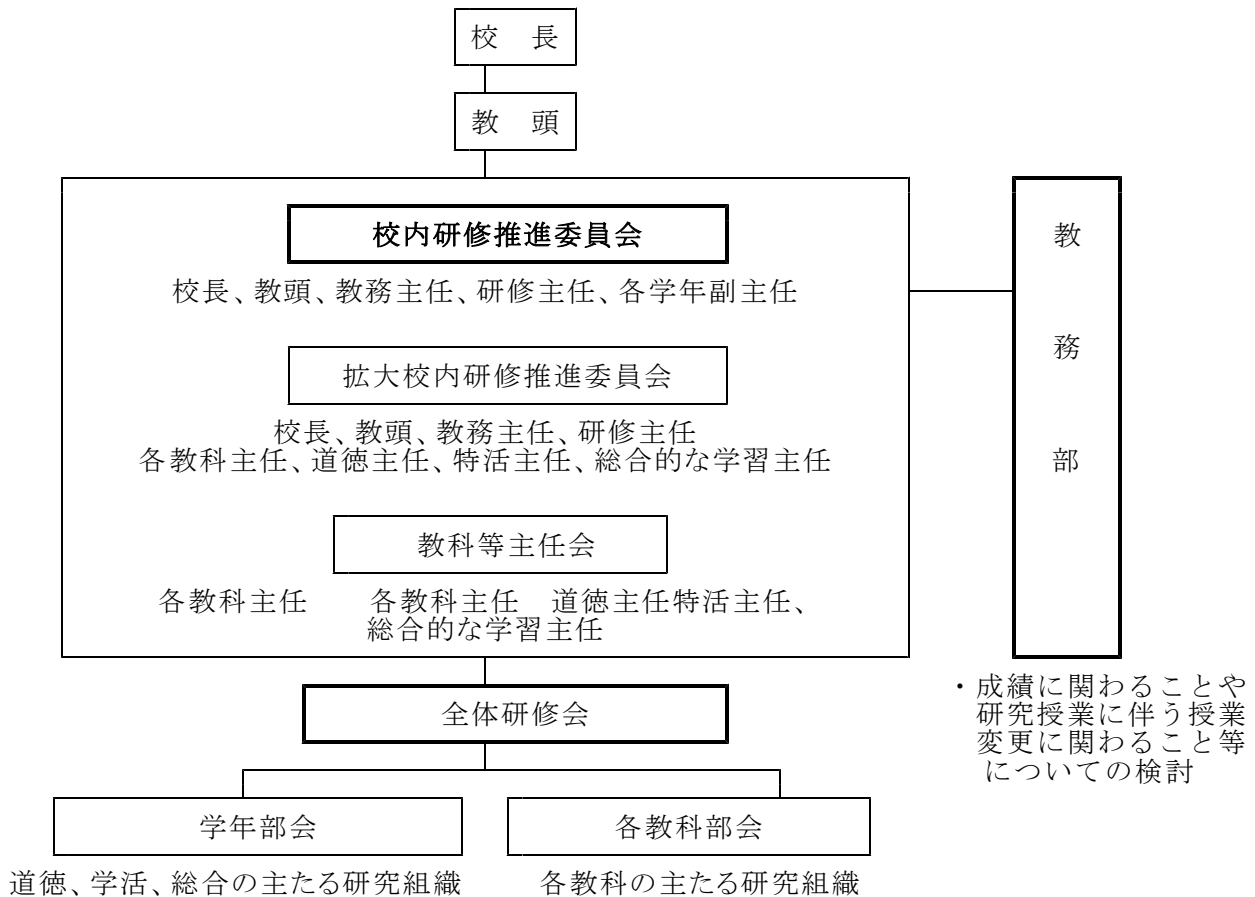 校　長
教　頭
校内研修推進委員会
校長、教頭、教務主任、研修主任、各学年副主任
拡大校内研修推進委員会
校長、教頭、教務主任、研修主任
各教科主任、道徳主任、特活主任、総合的な学習主任
教科等主任会
各教科主任　　各教科主任　道徳主任特活主任、
総合的な学習主任
教
務
部
・成績に関わることや
研究授業に伴う授業
変更に関わること等
についての検討
全体研修会
学年部会
道徳、学活、総合の主たる研究組織
各教科部会
各教科の主たる研究組織